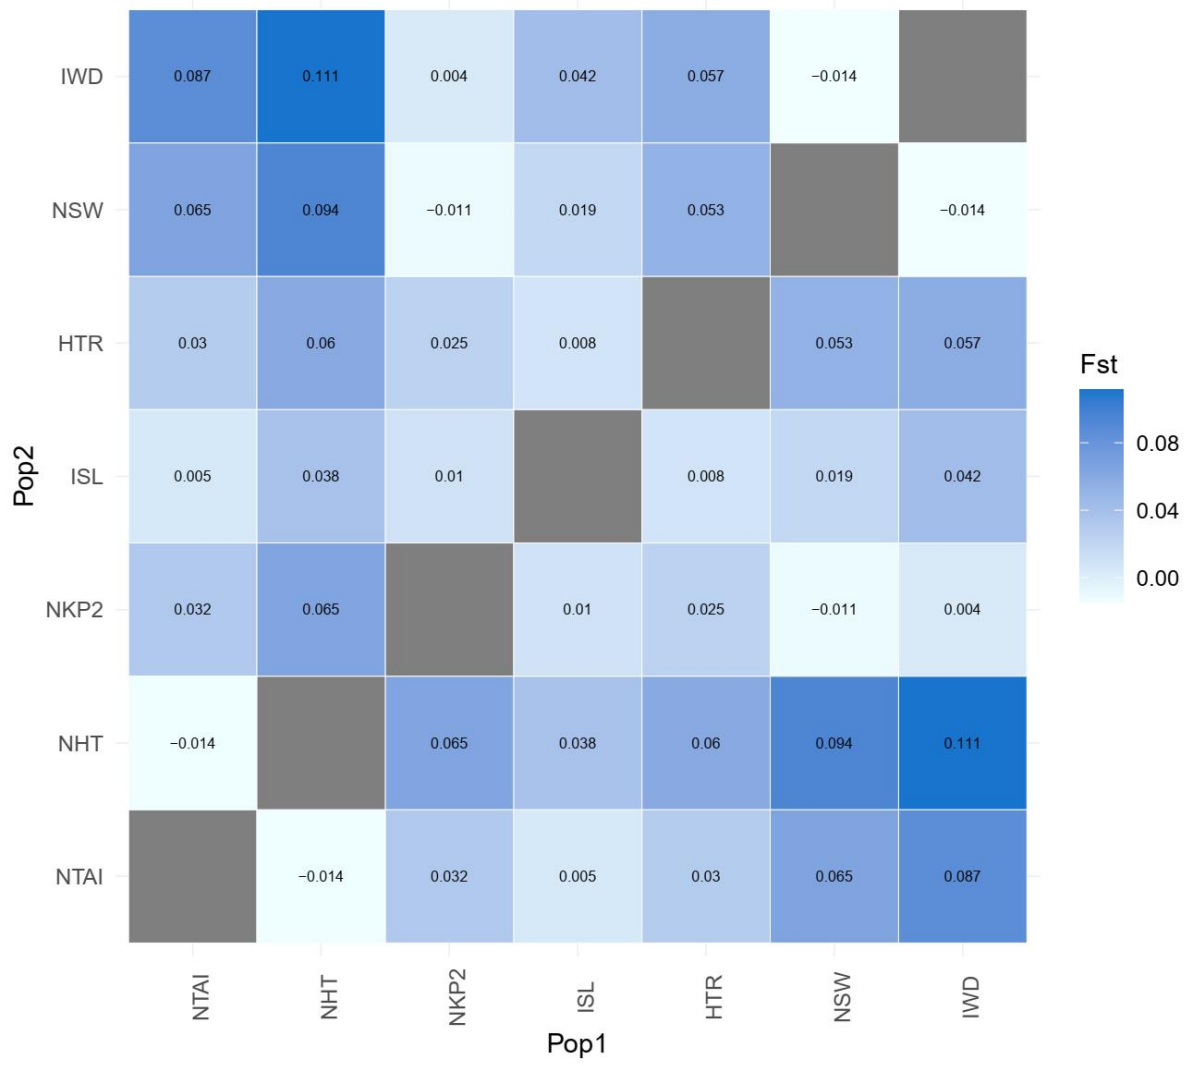 IWD 0.087 0.111 0.004 0.042 0.057 −0.014
NSW 0.065 0.094 −0.011 0.019 0.053 −0.014
HTR 0.03 0.06 0.025 0.008 0.053 0.057
ISL 0.005 0.038 0.01 0.008 0.019 0.042
NKP2 0.032 0.065 0.01 0.025 −0.011 0.004
NHT −0.014 0.065 0.038 0.06 0.094 0.111
NTAI −0.014 0.032 0.005 0.03 0.065 0.087
NTAI NHT NKP2 ISL HTR NSW IWD
Pop1
Pop2
Fst
0.08
0.04
0.00